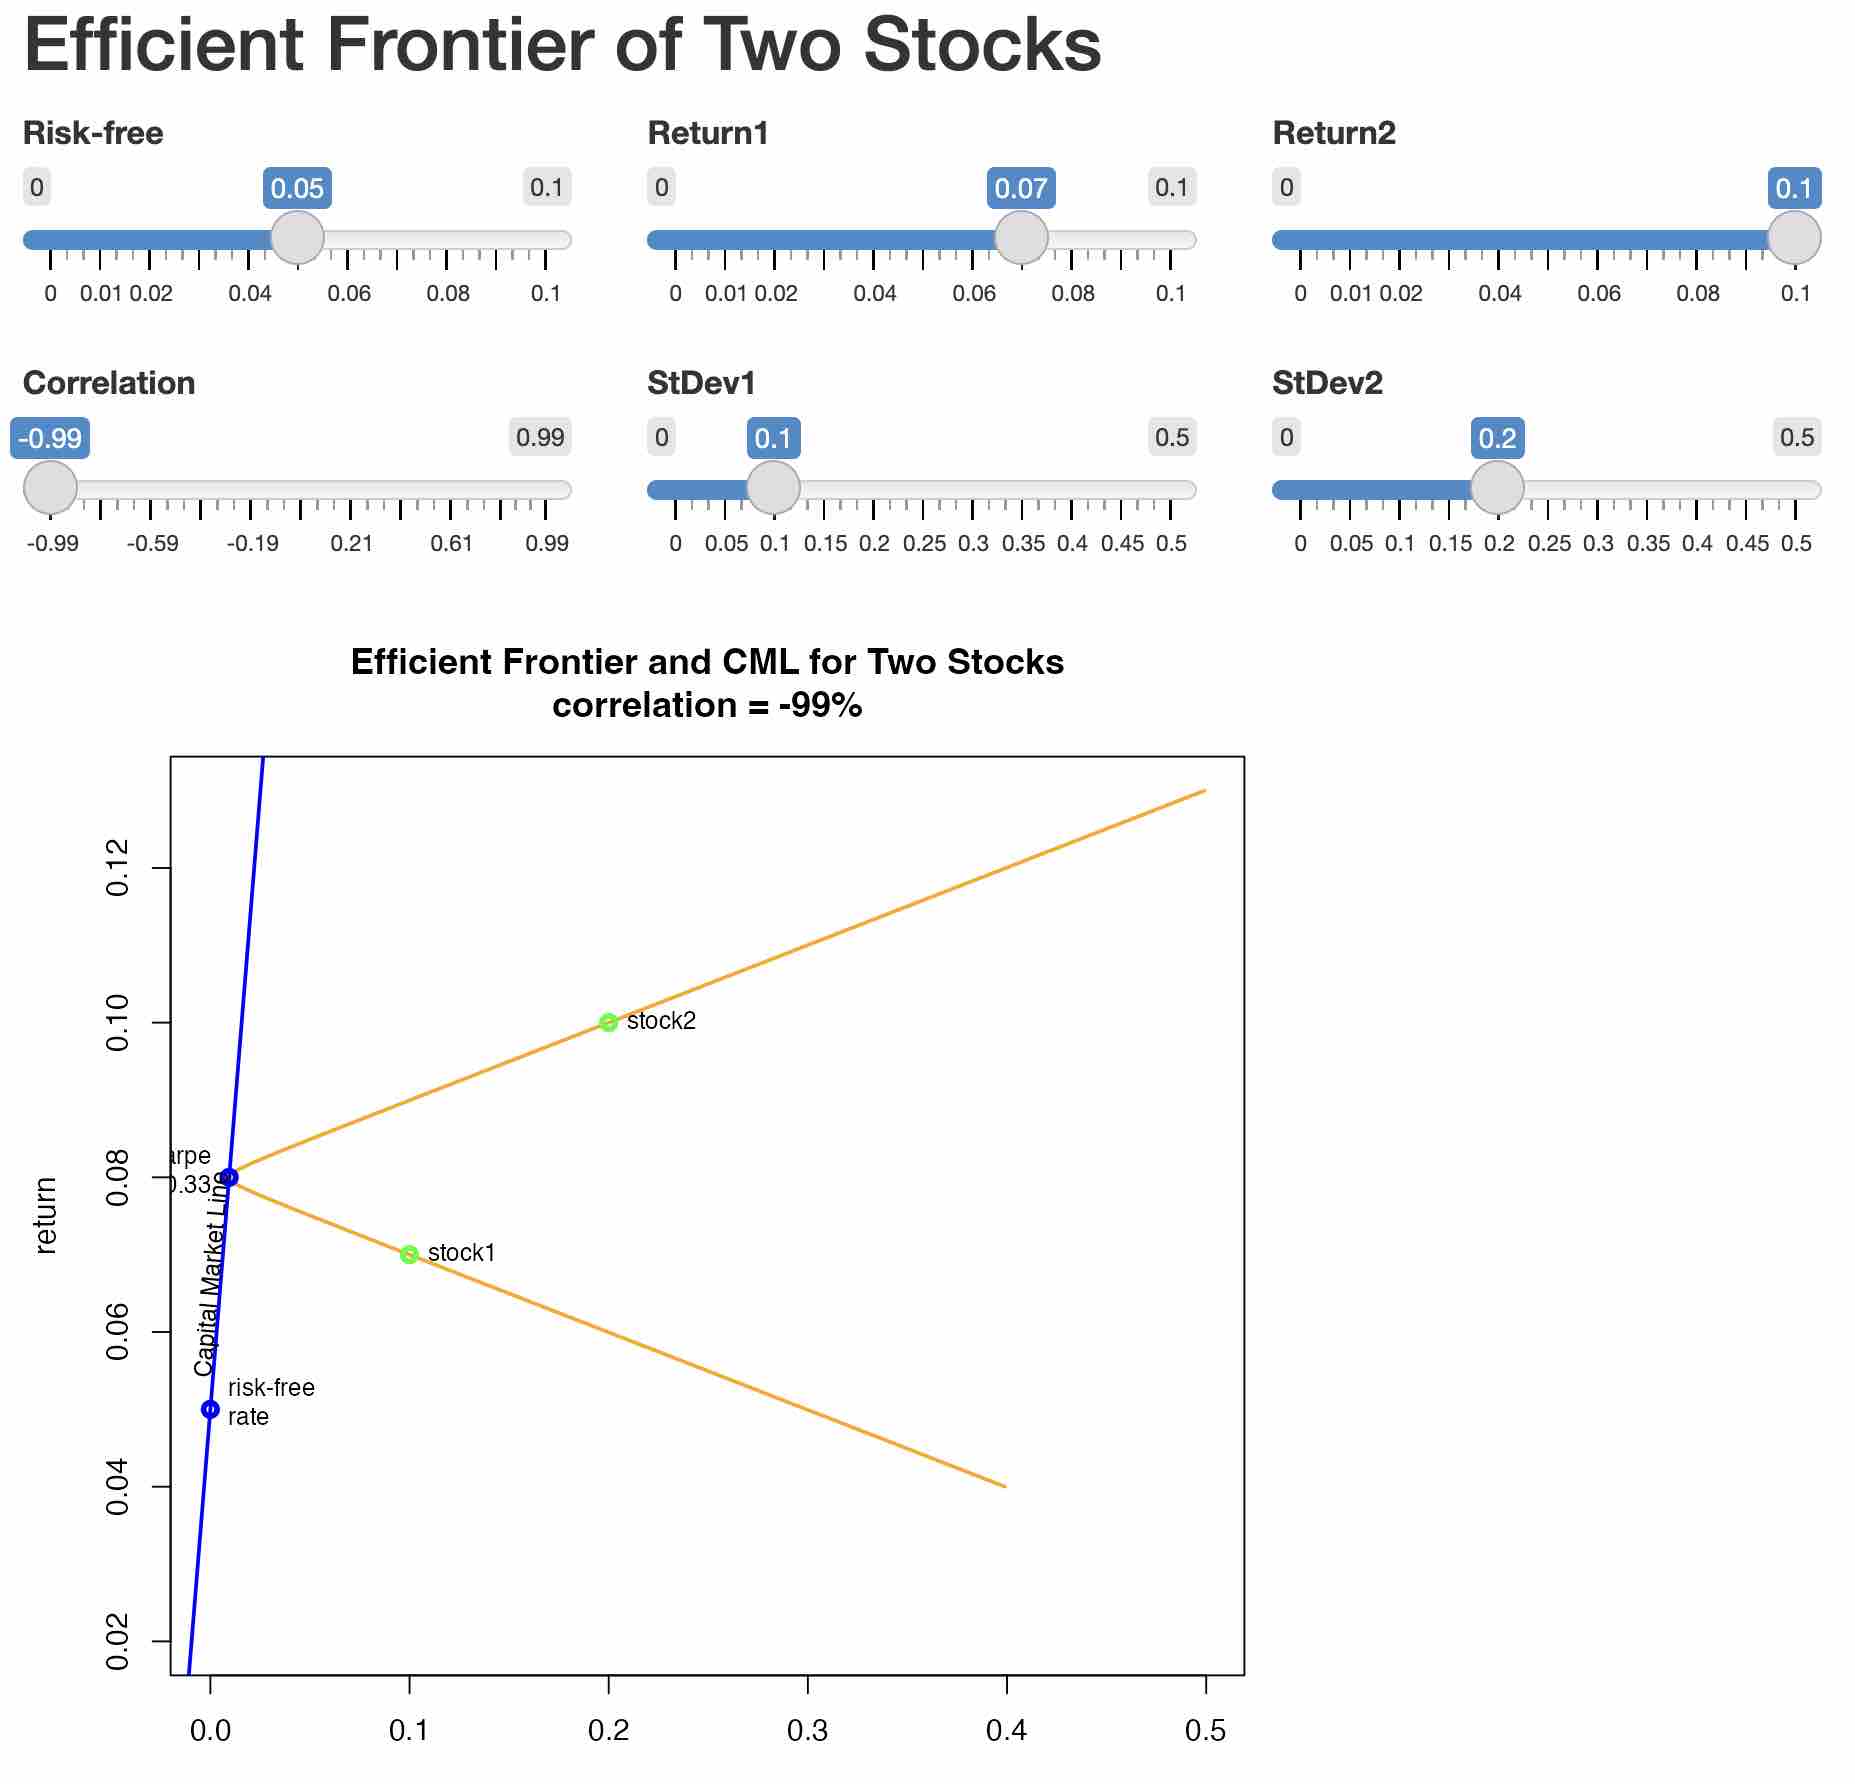 Efficient Frontier of Two Stocks
Risk-free Return1 Return2
0 0.05 0.1 0 0.07 0.1 0 0.1
0 0.01 0.02 0.04 0.06 0.08 0.1 0 0.01 0.02 0.04 0.06 0.08 0.1 0 0.01 0.02 0.04 0.06 0.08 0.1
Correlation StDev1 StDev2
-0.99 0.99 0 0.1 0.5 0 0.2 0.5
-0.99 -0.59 -0.19 0.21 0.61 0.99 0 0.05 0.1 0.15 0.2 0.25 0.3 0.35 0.4 0.45 0.5 0 0.05 0.1 0.15 0.2 0.25 0.3 0.35 0.4 0.45 0.5
Efficient Frontier and CML for Two Stocks
correlation = -99%
0.12
0.10
stock2
arpe
0.08
0.33
return
Capital Market Line
stock1
0.06
risk-free
rate
0.04
0.02
0.0 0.1 0.2 0.3 0.4 0.5